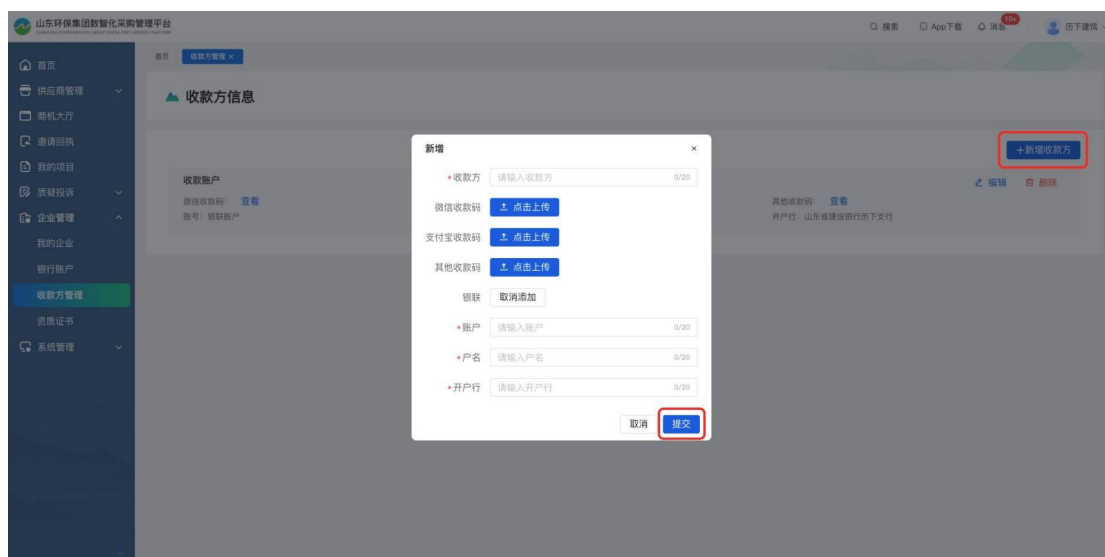 山东环保集团数智化采购管理平台
搜索
App下载
消息
10+
历下建筑
首页
供应商管理
商机大厅
邀请回执
我的项目
质疑投诉
企业管理
我的企业
银行账户
收款方管理
资质证书
系统管理
首页 收款方管理 ×
收款方信息
+新增收款方
收款账户
编辑 删除
微信收款码: 查看
其他收款码: 查看
账号: 银联账户
开户行: 山东省建设银行历下支行
新增 ×
*收款方 请输入收款方 0/20
微信收款码 点击上传
支付宝收款码 点击上传
其他收款码 点击上传
银联 取消添加
*账户 请输入账户 0/20
*户名 请输入户名 0/20
*开户行 请输入开户行 0/20
取消 提交